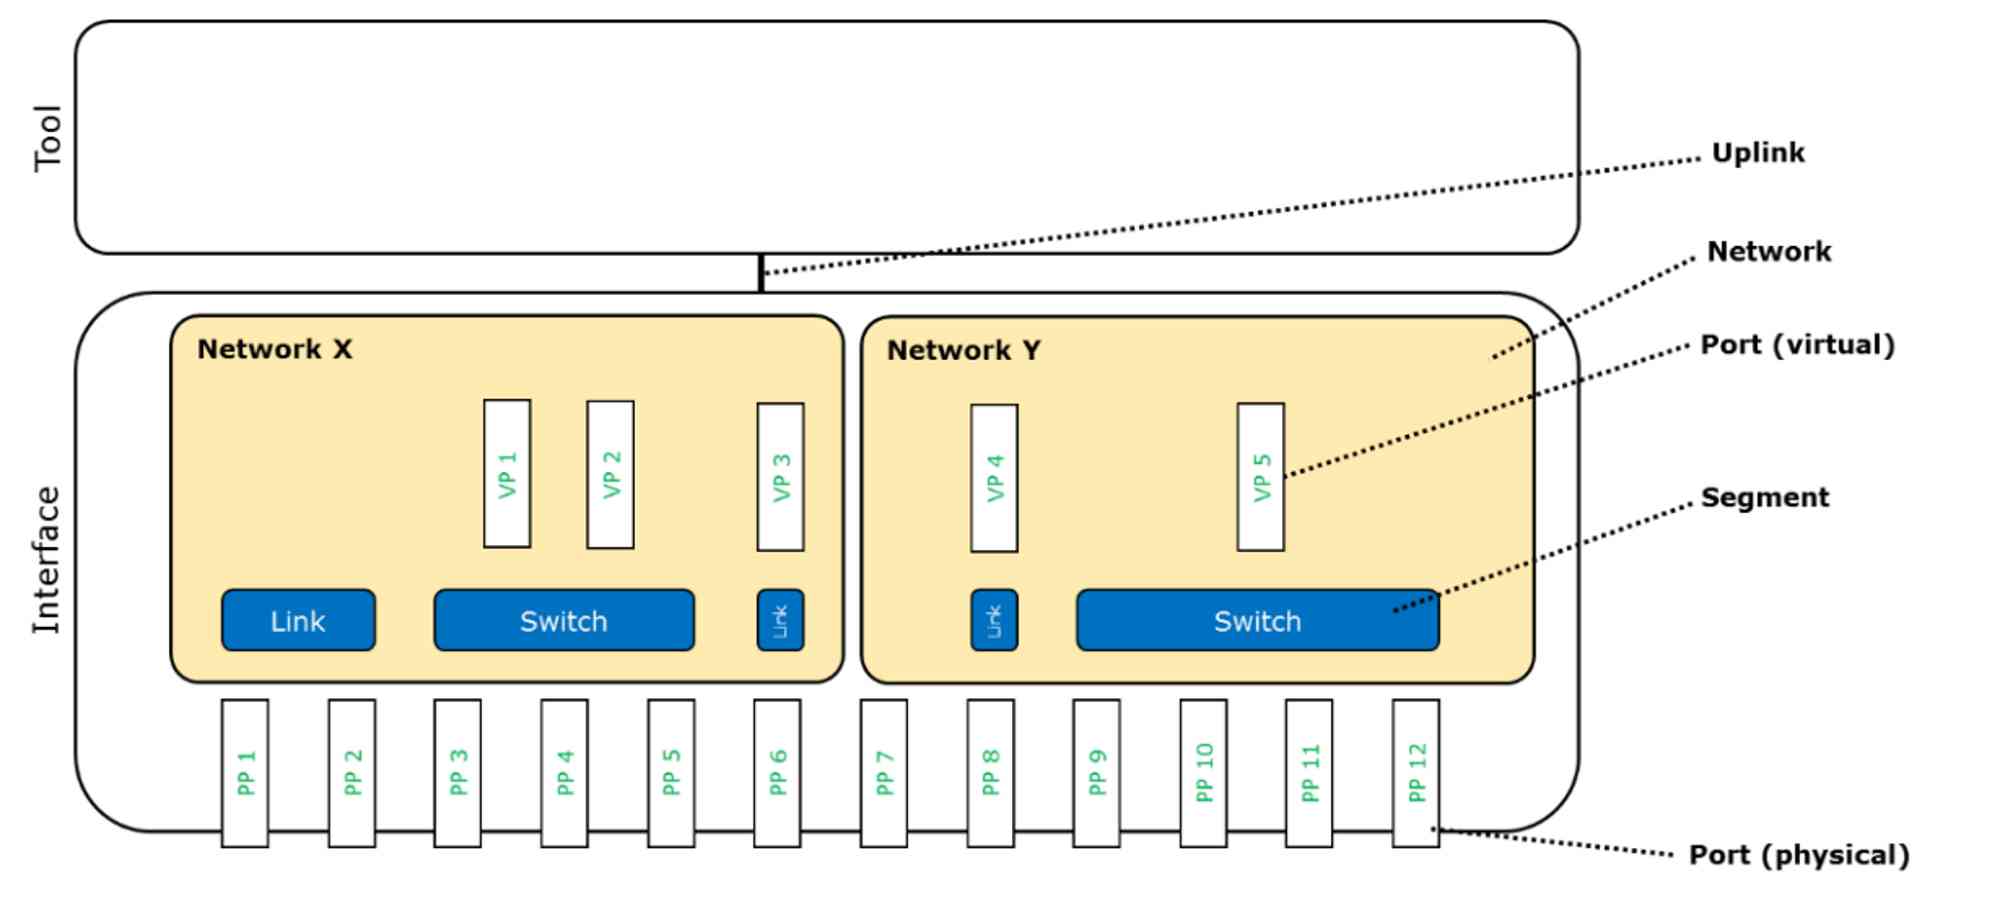 Tool
Uplink
Network
Port (virtual)
Segment
Port (physical)
Interface
Network X
VP 1
VP 2
VP 3
Link
Switch
Link
Network Y
VP 4
VP 5
Link
Switch
PP 1
PP 2
PP 3
PP 4
PP 5
PP 6
PP 7
PP 8
PP 9
PP 10
PP 11
PP 12